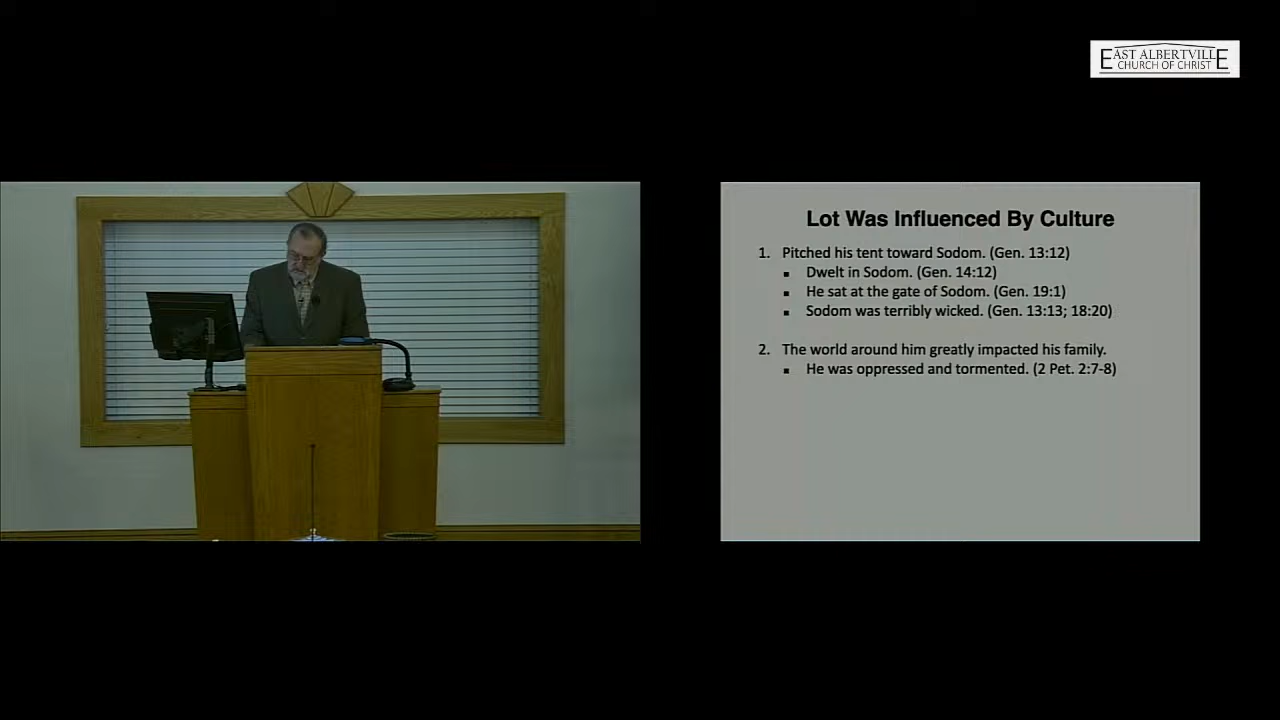 EAST ALBERTVILLE
CHURCH OF CHRIST
Lot Was Influenced By Culture
1. Pitched his tent toward Sodom. (Gen. 13:12)
▪ Dwelt in Sodom. (Gen. 14:12)
▪ He sat at the gate of Sodom. (Gen. 19:1)
▪ Sodom was terribly wicked. (Gen. 13:13; 18:20)
2. The world around him greatly impacted his family.
▪ He was oppressed and tormented. (2 Pet. 2:7-8)